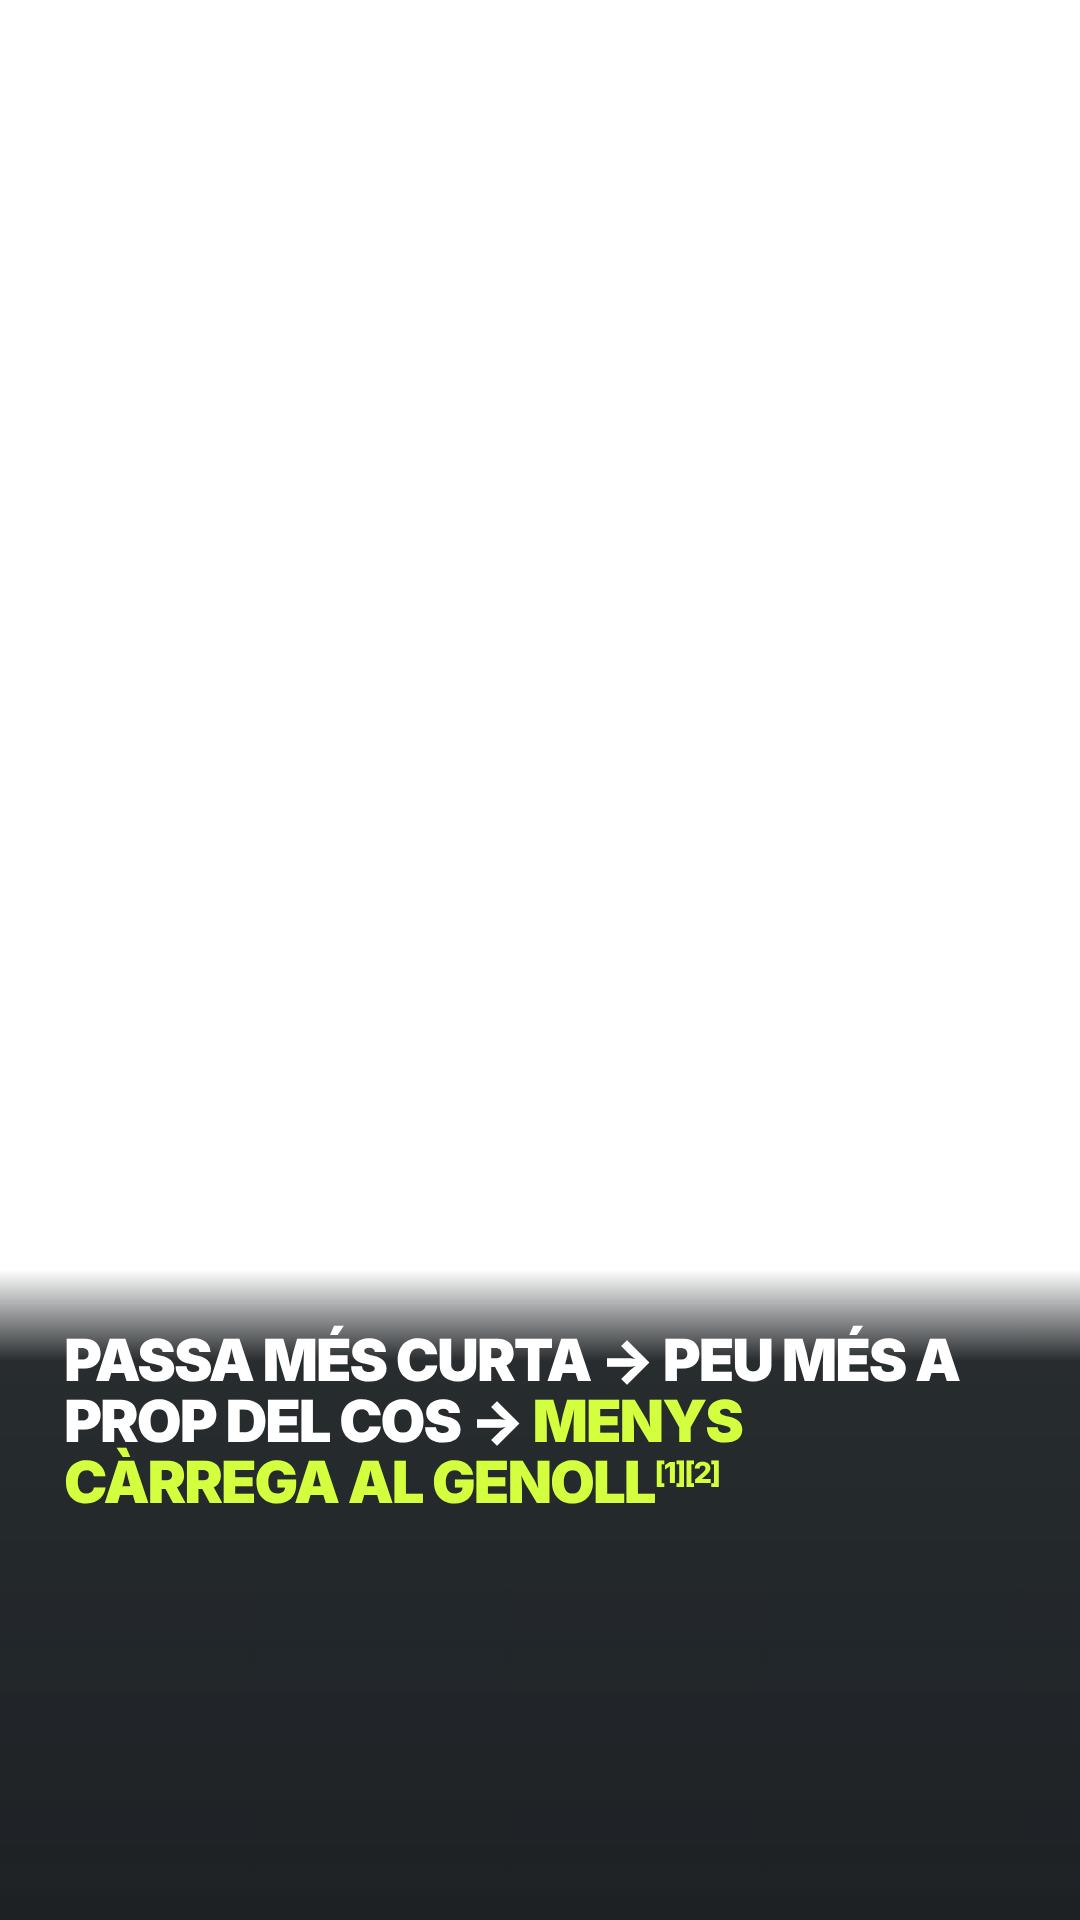 PASSA MÉS CURTA → PEU MÉS A
PROP DEL COS → MENYS
CÀRREGA AL GENOLL[1][2]